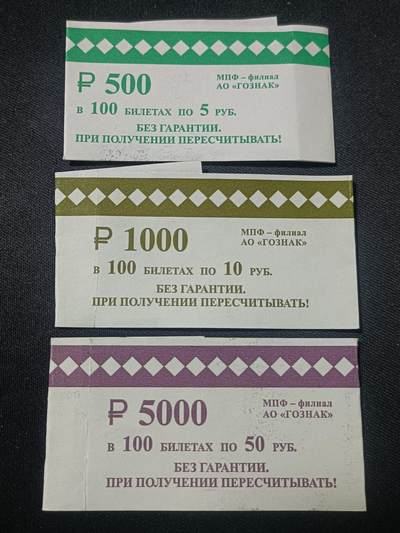 ₽ 500
МПФ – филиал
АО «ГОЗНАК»
в 100 билетах по 5 руб.
БЕЗ ГАРАНТИИ.
ПРИ ПОЛУЧЕНИИ ПЕРЕСЧИТЫВАТЬ!
₽ 1000
МПФ – филиал
АО «ГОЗНАК»
в 100 билетах по 10 руб.
БЕЗ ГАРАНТИИ.
ПРИ ПОЛУЧЕНИИ ПЕРЕСЧИТЫВАТЬ!
₽ 5000
МПФ – филиал
АО «ГОЗНАК»
в 100 билетах по 50 руб.
БЕЗ ГАРАНТИИ.
ПРИ ПОЛУЧЕНИИ ПЕРЕСЧИТЫВАТЬ!